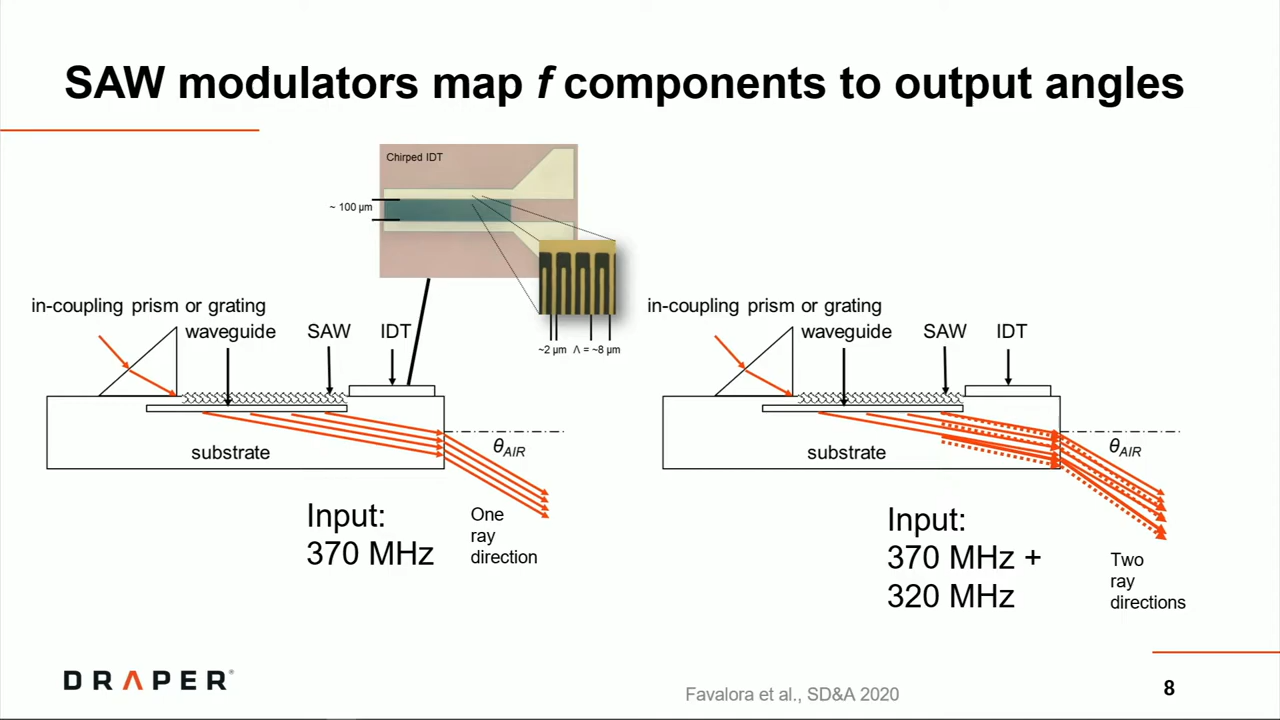 SAW modulators map f components to output angles
Chirped IDT
~ 100 µm
~2 µm Λ = ~8 µm
in-coupling prism or grating
waveguide
SAW
IDT
substrate
θAIR
Input:
370 MHz
One
ray
direction
in-coupling prism or grating
waveguide
SAW
IDT
substrate
θAIR
Input:
370 MHz +
320 MHz
Two
ray
directions
DRAPER®
Favalora et al., SD&A 2020
8